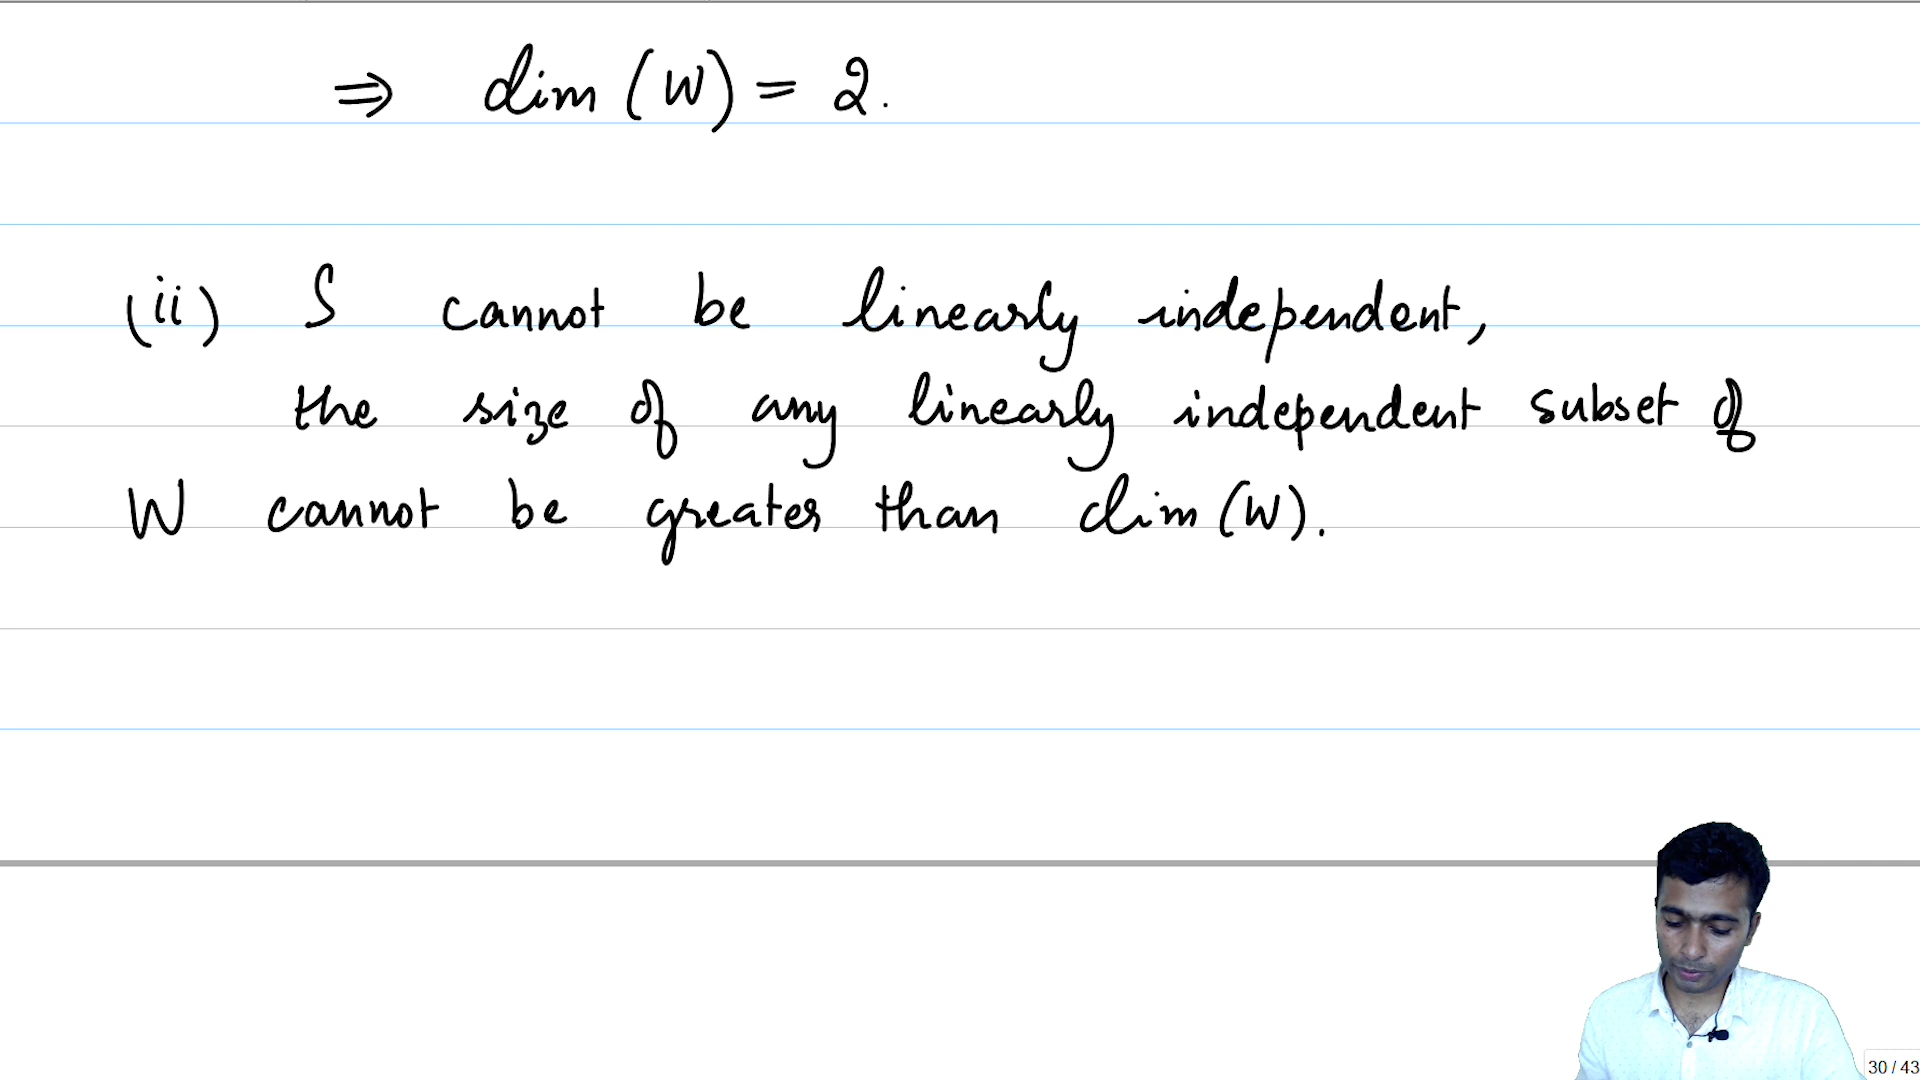 ⇒ dim (W) = 2.
(ii) S cannot be linearly independent,
the size of any linearly independent subset of
W cannot be greater than dim (W).
30 / 43